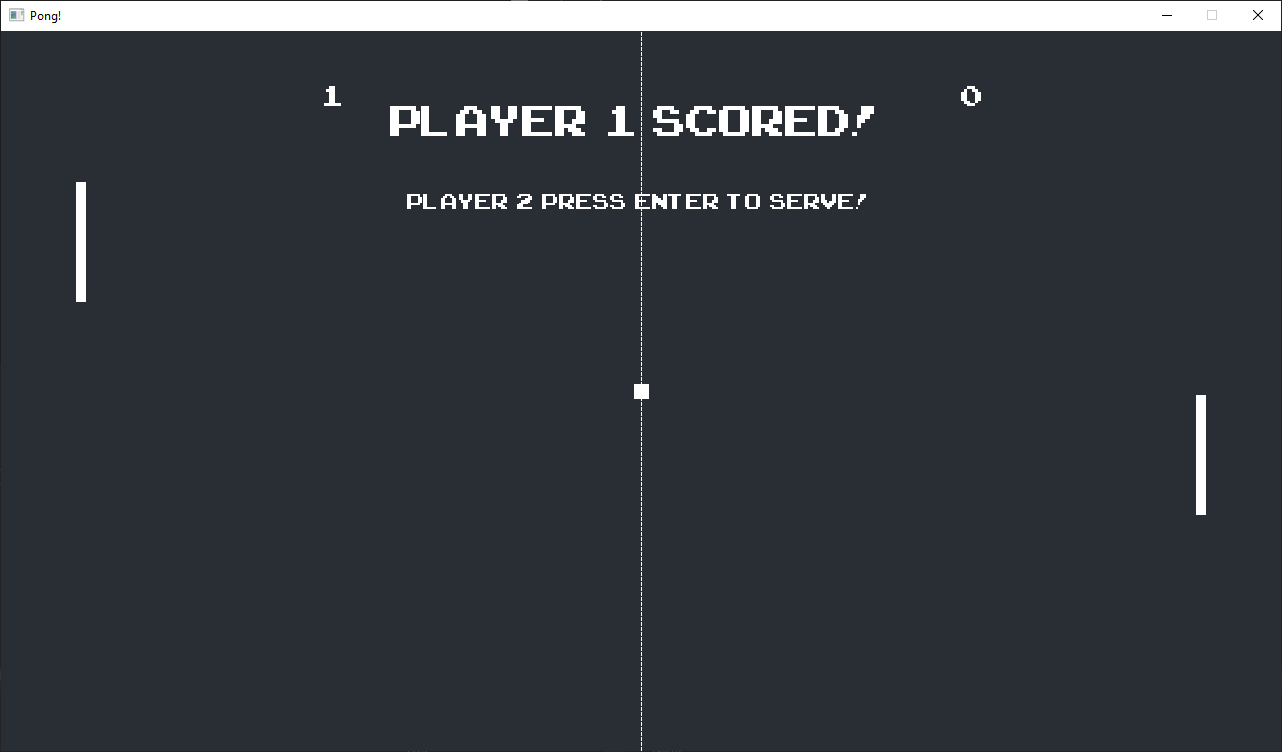 Pong!
1
0
PLAYER 1 SCORED!
PLAYER 2 PRESS ENTER TO SERVE!